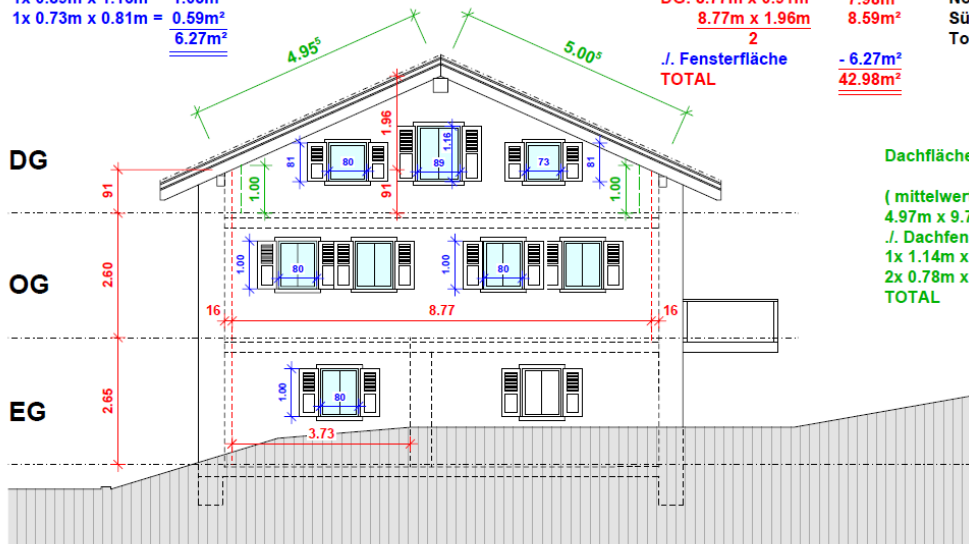 1x 0.73m x 0.81m = 0.59m²
6.27m²
8.77m x 1.96m 8.59m²
2
./. Fensterfläche - 6.27m²
TOTAL 42.98m²
4.95⁵
5.00⁵
DG
OG
EG
91
2.60
2.65
1.00
81
80
1.96
91
1.16
89
73
81
1.00
1.00
80
1.00
80
16
8.77
16
1.00
80
3.73
Dachfläche
( mittelwert
4.97m x 9.7
./. Dachfen
1x 1.14m x
2x 0.78m x
TOTAL